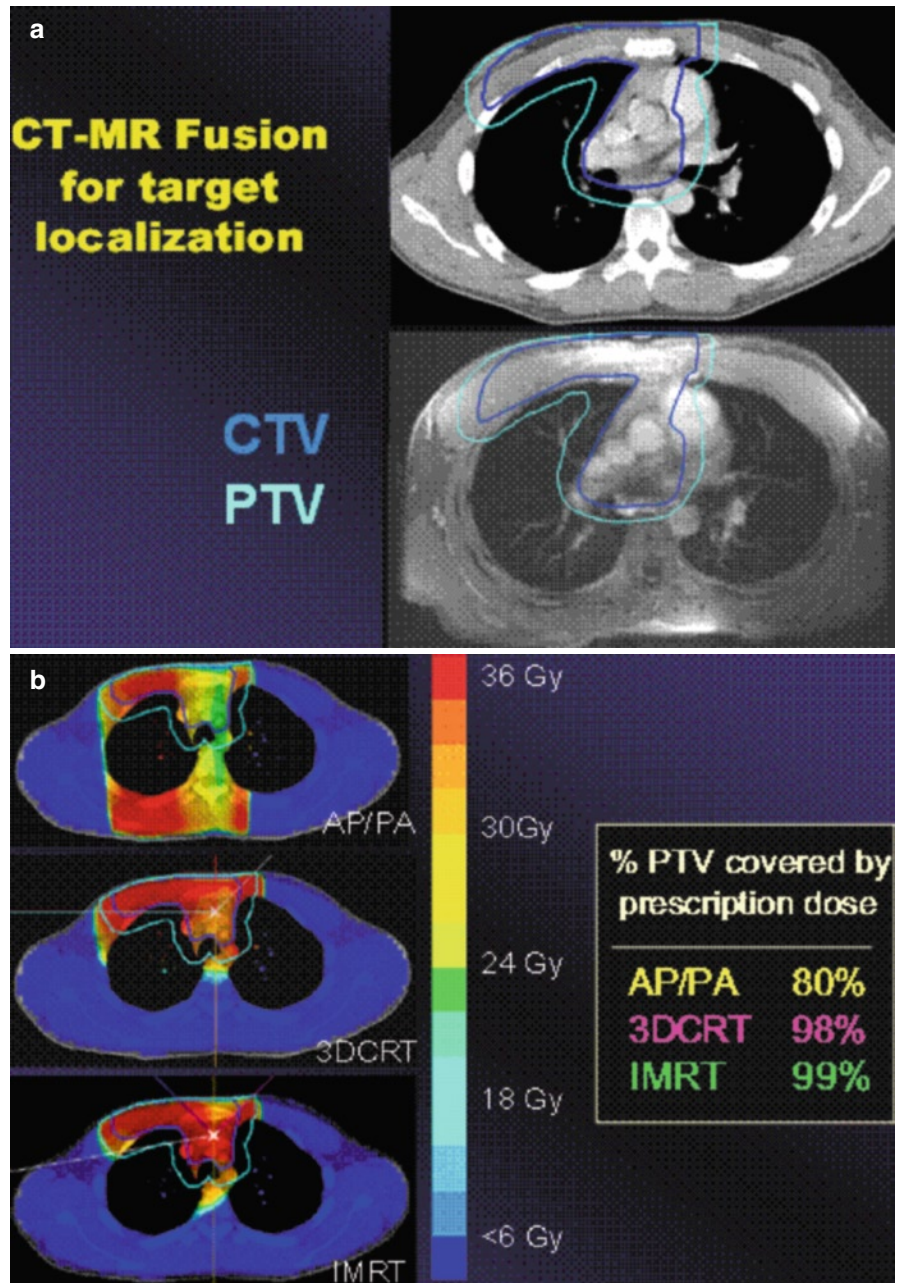 a
CT-MR Fusion
for target
localization
CTV
PTV
b
AP/PA
3DCRT
IMRT
36 Gy
30Gy
24 Gy
18 Gy
<6 Gy
% PTV covered by
prescription dose
AP/PA 80%
3DCRT 98%
IMRT 99%